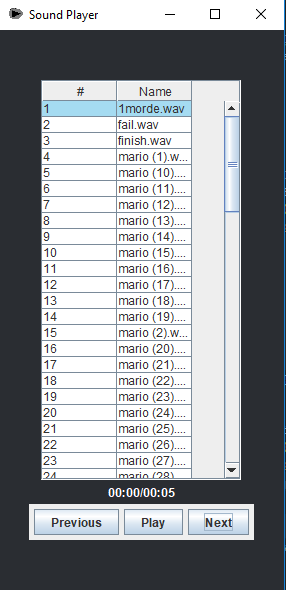 Sound Player
# Name
1 1morde.wav
2 fail.wav
3 finish.wav
4 mario (1).w...
5 mario (10)....
6 mario (11)....
7 mario (12)....
8 mario (13)....
9 mario (14)....
10 mario (15)....
11 mario (16)....
12 mario (17)....
13 mario (18)....
14 mario (19)....
15 mario (2).w...
16 mario (20)....
17 mario (21)....
18 mario (22)....
19 mario (23)....
20 mario (24)....
21 mario (25)....
22 mario (26)....
23 mario (27)....
24 mario (28)....
00:00/00:05
Previous Play Next